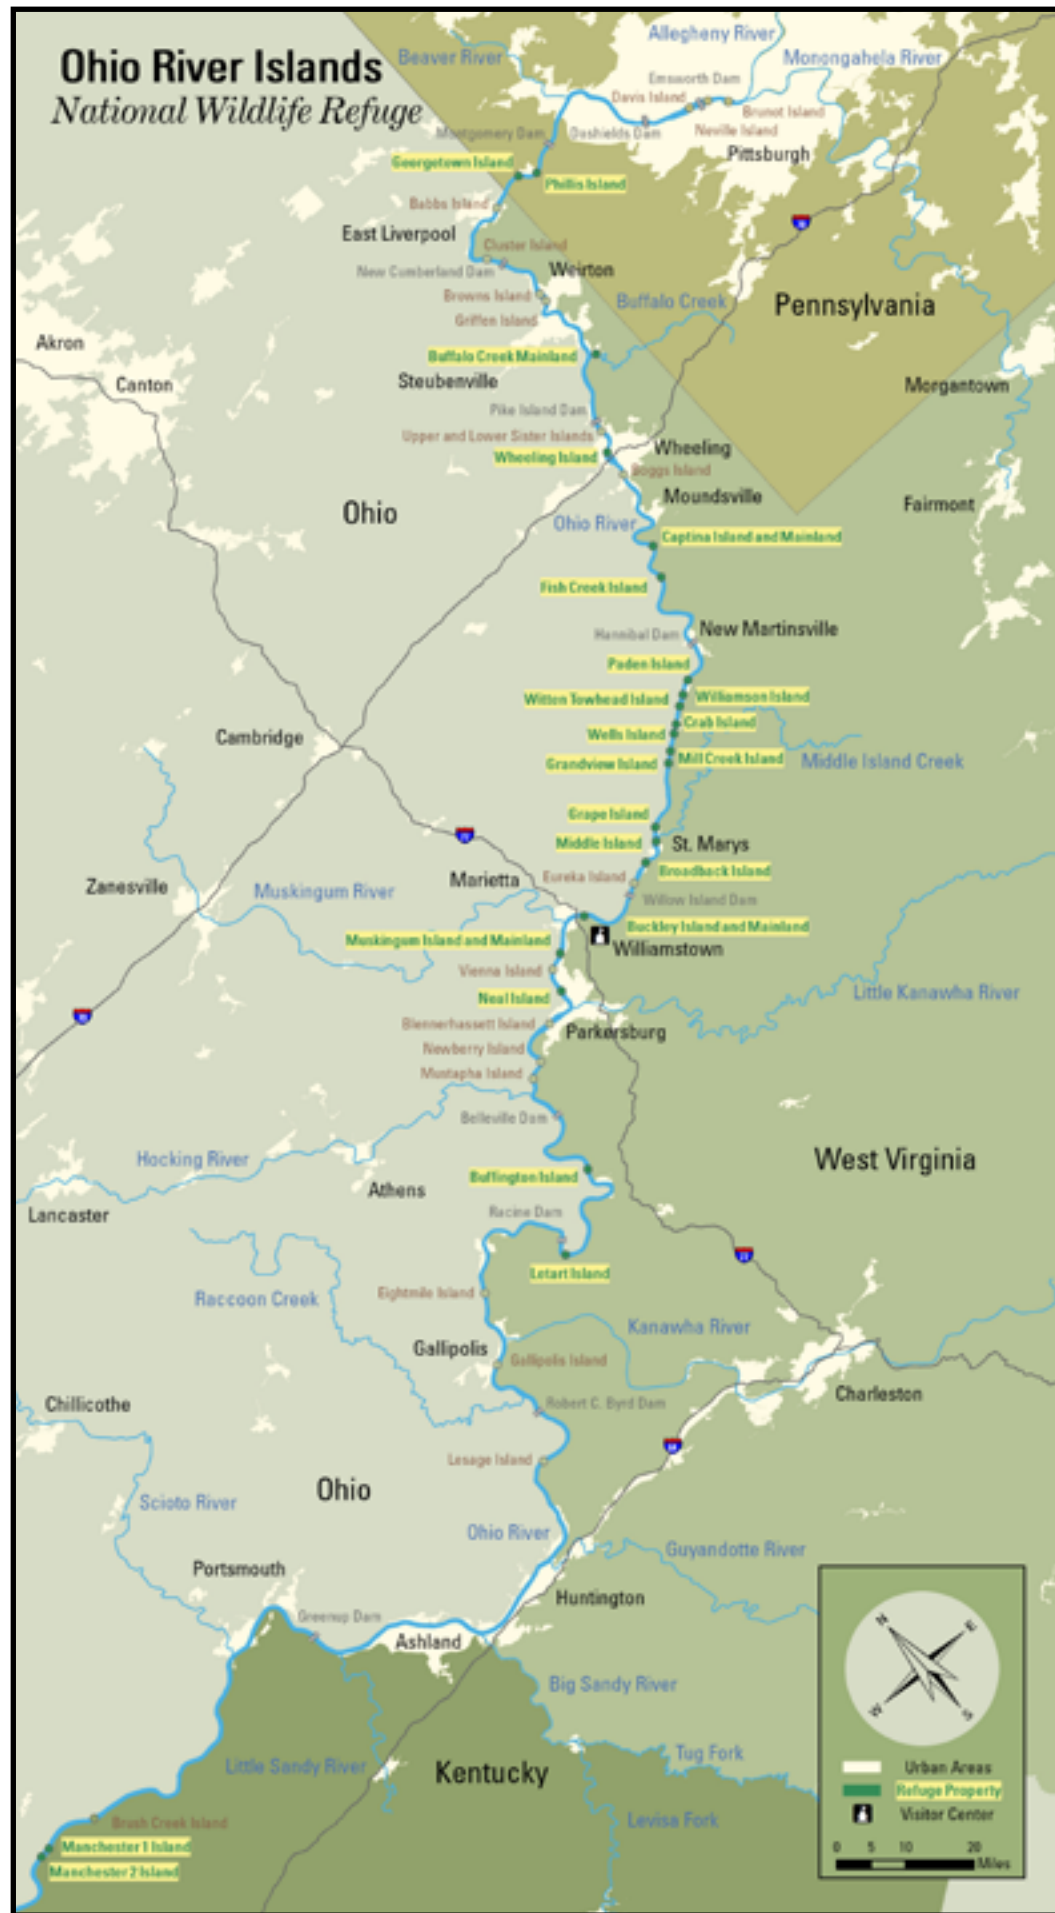 Ohio River Islands
National Wildlife Refuge
Allegheny River
Beaver River
Monongahela River
Emsworth Dam
Davis Island
Brunot Island
Neville Island
Montgomery Dam
Dashields Dam
Pittsburgh
Georgetown Island
Phillis Island
Babbs Island
East Liverpool
Cluster Island
New Cumberland Dam
Weirton
Browns Island
Buffalo Creek
Pennsylvania
Griffen Island
Akron
Buffalo Creek Mainland
Steubenville
Canton
Morgantown
Pike Island Dam
Upper and Lower Sister Islands
Wheeling
Wheeling Island
Boggs Island
Moundsville
Fairmont
Ohio
Ohio River
Captina Island and Mainland
Fish Creek Island
Hannibal Dam
New Martinsville
Paden Island
Witten Towhead Island
Williamson Island
Crab Island
Wells Island
Cambridge
Grandview Island
Mill Creek Island
Middle Island Creek
Grape Island
77
Middle Island
St. Marys
Broadback Island
Marietta
Eureka Island
Zanesville
Muskingum River
Willow Island Dam
Buckley Island and Mainland
Muskingum Island and Mainland
Williamstown
Vienna Island
Neal Island
Little Kanawha River
Blennerhassett Island
Parkersburg
Newberry Island
Mustapha Island
Belleville Dam
Hocking River
West Virginia
Buffington Island
Athens
Lancaster
Racine Dam
77
Letart Island
Raccoon Creek
Eightmile Island
Kanawha River
Gallipolis
Gallipolis Island
Charleston
Chillicothe
Robert C. Byrd Dam
64
Lesage Island
Ohio
Scioto River
Ohio River
Guyandotte River
Portsmouth
Huntington
Greenup Dam
Ashland
N
E
W
S
Big Sandy River
Tug Fork
Little Sandy River
Kentucky
Urban Areas
Refuge Property
Visitor Center
Levisa Fork
Brush Creek Island
Manchester 1 Island
Manchester 2 Island
0 5 10 20
Miles